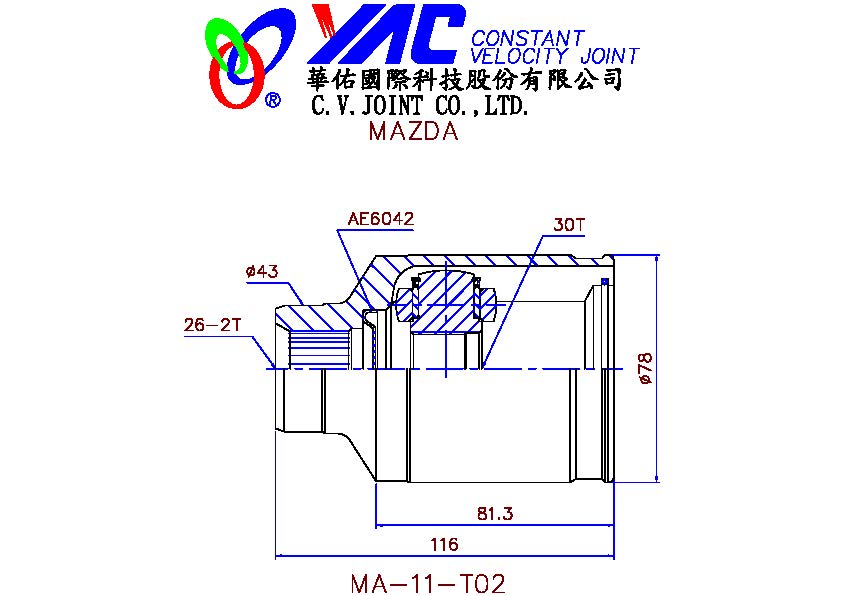 YAC CONSTANT
VELOCITY JOINT
®
華佑國際科技股份有限公司
C.V.JOINT CO.,LTD.
MAZDA
AE6042
30T
ø43
26-2T
ø78
81.3
116
MA-11-T02